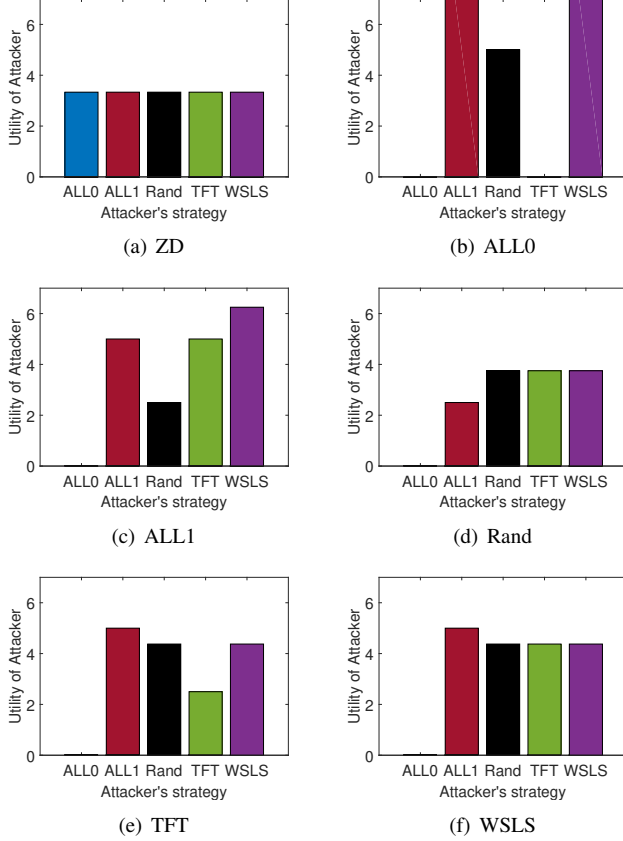 6
4
2
0
Utility of Attacker
ALL0 ALL1 Rand TFT WSLS
Attacker's strategy
(a) ZD
6
4
2
0
Utility of Attacker
ALL0 ALL1 Rand TFT WSLS
Attacker's strategy
(b) ALL0
6
4
2
0
Utility of Attacker
ALL0 ALL1 Rand TFT WSLS
Attacker's strategy
(c) ALL1
6
4
2
0
Utility of Attacker
ALL0 ALL1 Rand TFT WSLS
Attacker's strategy
(d) Rand
6
4
2
0
Utility of Attacker
ALL0 ALL1 Rand TFT WSLS
Attacker's strategy
(e) TFT
6
4
2
0
Utility of Attacker
ALL0 ALL1 Rand TFT WSLS
Attacker's strategy
(f) WSLS